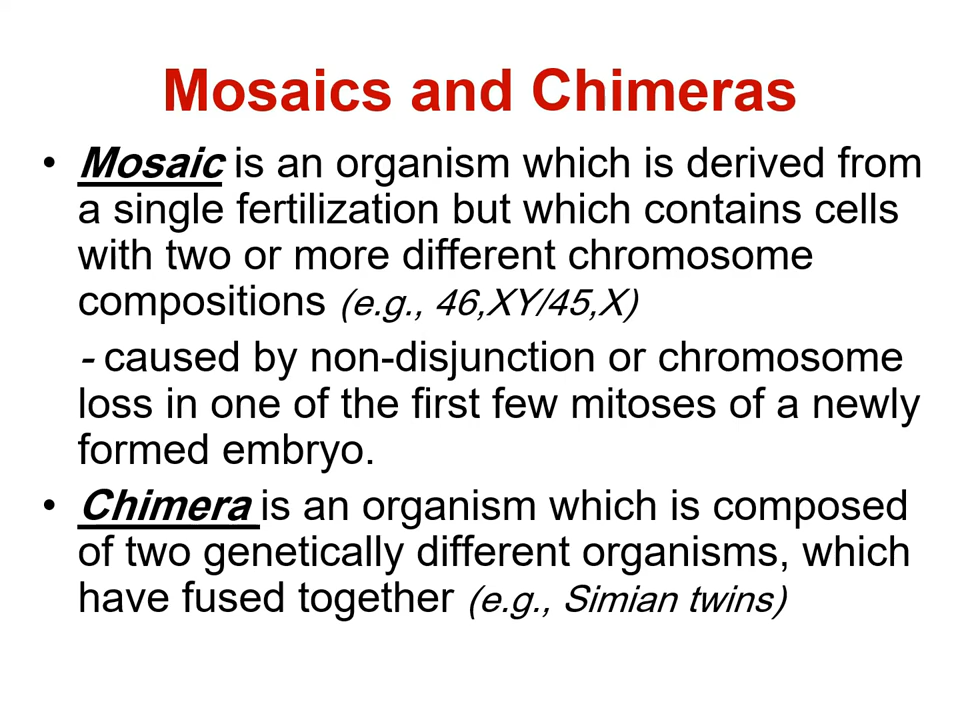 Mosaics and Chimeras
• Mosaic is an organism which is derived from
a single fertilization but which contains cells
with two or more different chromosome
compositions (e.g., 46,XY/45,X)
- caused by non-disjunction or chromosome
loss in one of the first few mitoses of a newly
formed embryo.
• Chimera is an organism which is composed
of two genetically different organisms, which
have fused together (e.g., Simian twins)